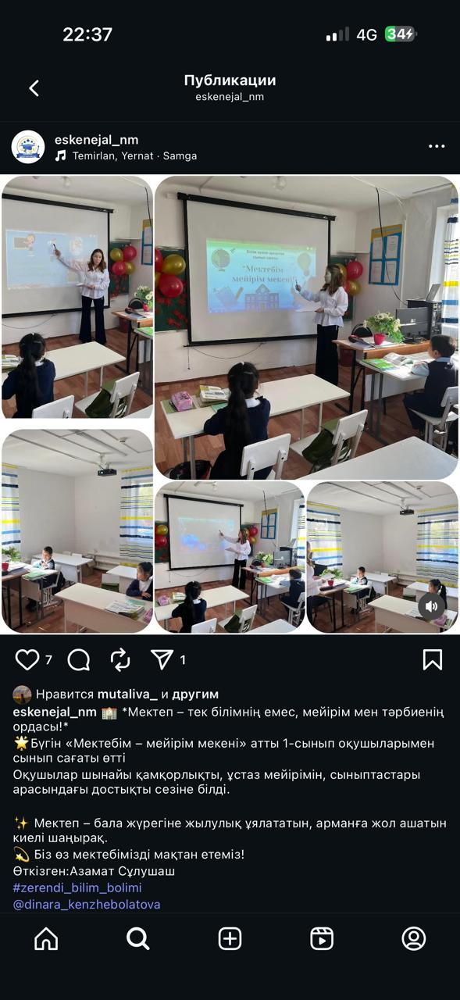 22:37
4G
34
Публикации
eskenejal_nm
eskenejal_nm
Temirlan, Yernat · Samga
"Мектебім
мейірім мекені"
7
1
Нравится mutaliva_ и другим
eskenejal_nm 🏫 *Мектеп – тек білімнің емес, мейірім мен тәрбиенің
ордасы!*
🌟Бүгін «Мектебім – мейірім мекені» атты 1-сынып оқушыларымен
сынып сағаты өтті
Оқушылар шынайы қамқорлықты, ұстаз мейірімін, сыныптастары
арасындағы достықты сезіне білді.
✨ Мектеп – бала жүрегіне жылулық ұялататын, арманға жол ашатын
киелі шаңырақ.
💫 Біз өз мектебімізді мақтан етеміз!
Өткізген:Азамат Сұлушаш
#zerendi_bilim_bolimi
@dinara_kenzhebolatova